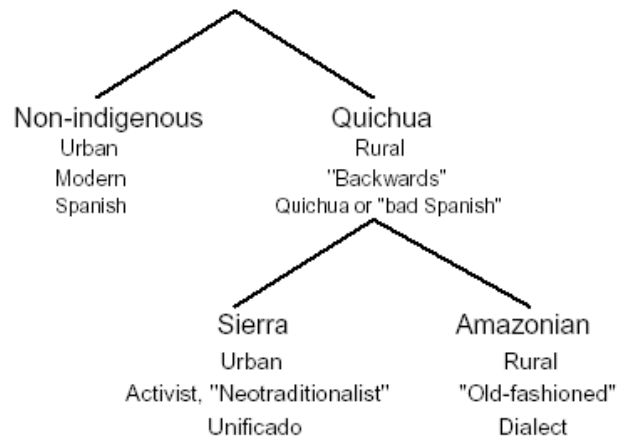 Non-indigenous
Urban
Modern
Spanish
Quichua
Rural
"Backwards"
Quichua or "bad Spanish"
Sierra
Urban
Activist, "Neotraditionalist"
Unificado
Amazonian
Rural
"Old-fashioned"
Dialect